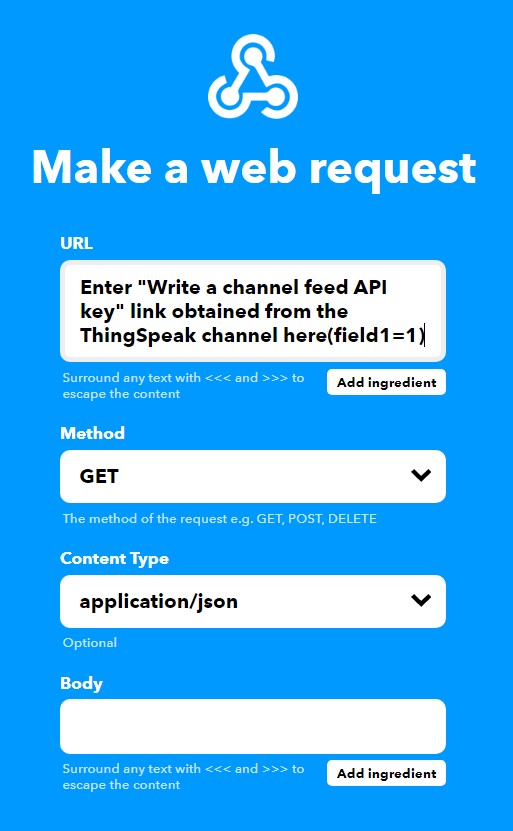 Make a web request
URL
Enter "Write a channel feed API
key" link obtained from the
ThingSpeak channel here(field1=1)
Surround any text with <<< and >>> to
escape the content
Add ingredient
Method
GET
The method of the request e.g. GET, POST, DELETE
Content Type
application/json
Optional
Body
Surround any text with <<< and >>> to
escape the content
Add ingredient